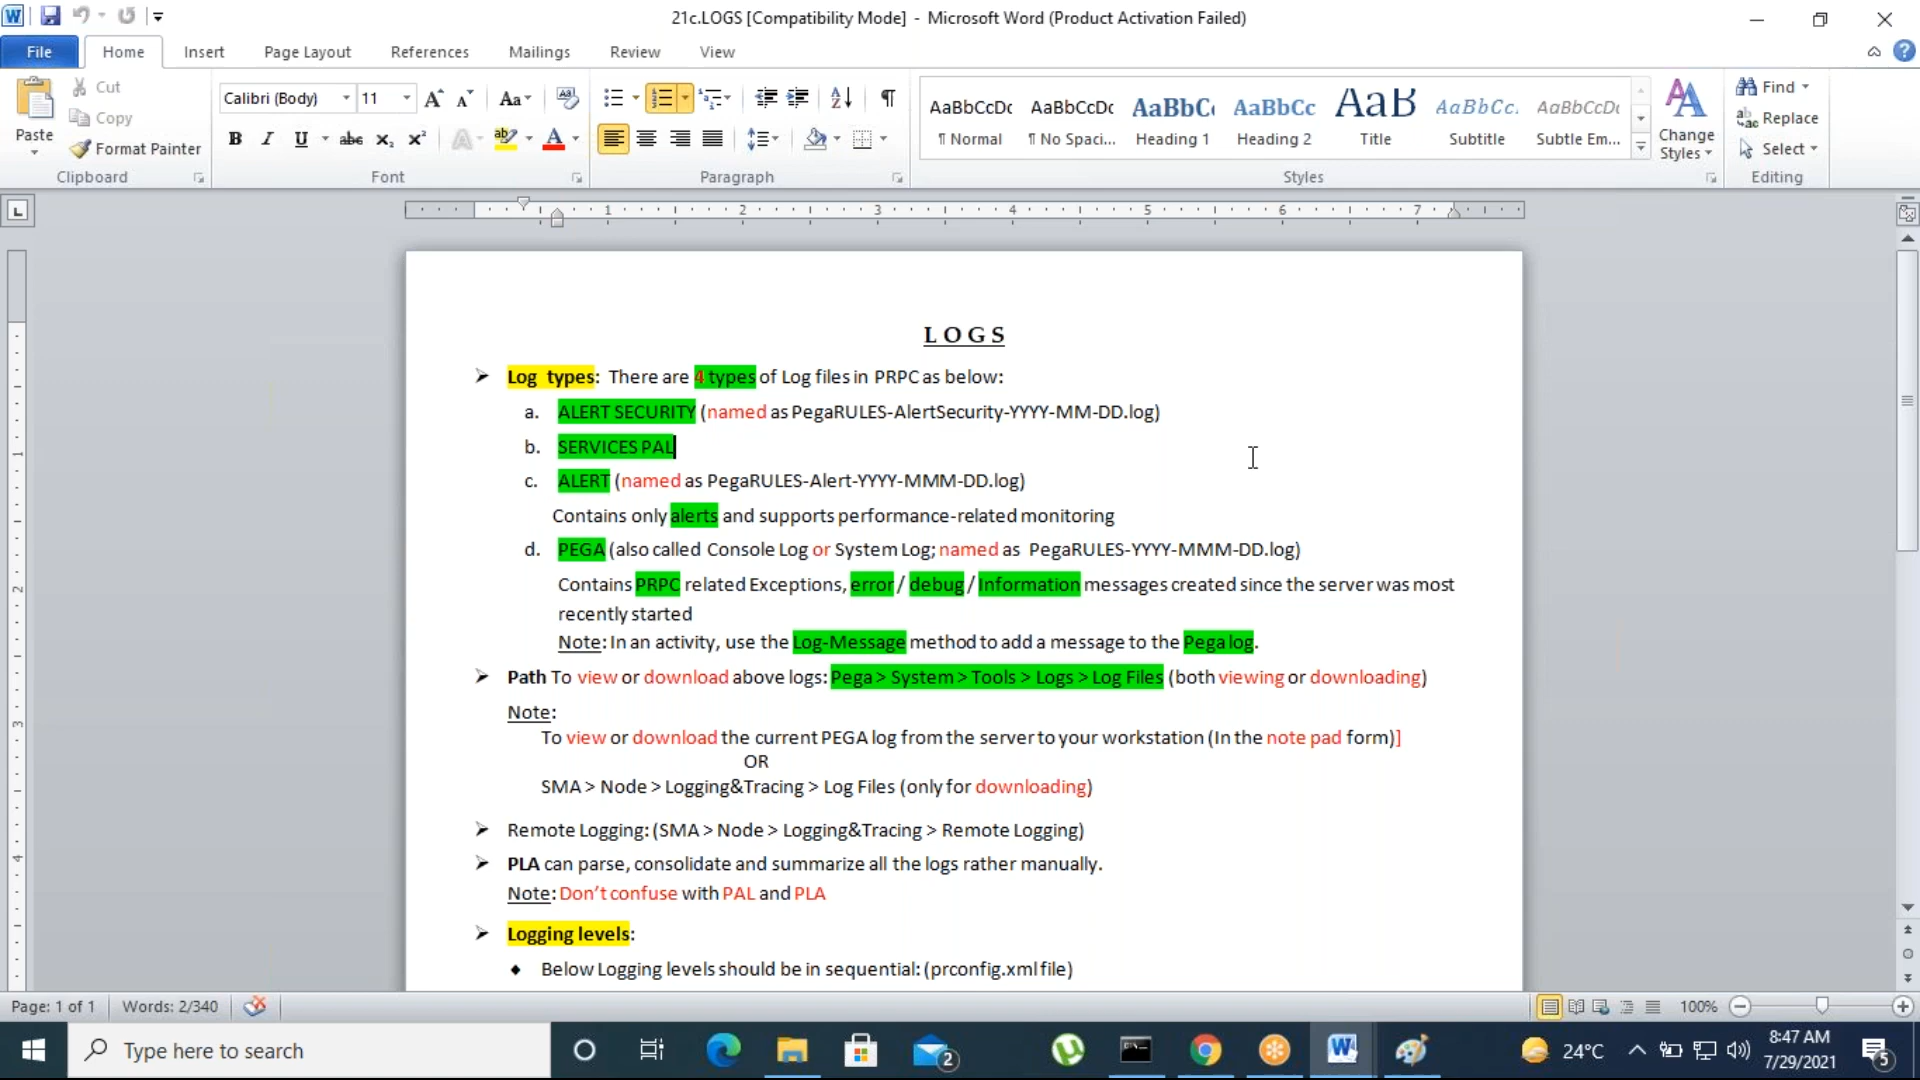 21c.LOGS [Compatibility Mode] - Microsoft Word (Product Activation Failed)
File Home Insert Page Layout References Mailings Review View
Paste
Cut
Copy
Format Painter
Clipboard
Calibri (Body) 11
Font
Paragraph
AaBbCcDc AaBbCcDc AaBbC AaBbCc AaB AaBbCc. AaBbCcDc
¶ Normal ¶ No Spaci... Heading 1 Heading 2 Title Subtitle Subtle Em...
Change Styles
Styles
Find
Replace
Select
Editing
1 2 3 4 5 6 7
L O G S
Log types: There are 4 types of Log files in PRPC as below:
a. ALERT SECURITY (named as PegaRULES-AlertSecurity-YYYY-MM-DD.log)
b. SERVICES PAL
c. ALERT (named as PegaRULES-Alert-YYYY-MMM-DD.log)
Contains only alerts and supports performance-related monitoring
d. PEGA (also called Console Log or System Log; named as PegaRULES-YYYY-MMM-DD.log)
Contains PRPC related Exceptions, error / debug / Information messages created since the server was most
recently started
Note: In an activity, use the Log-Message method to add a message to the Pega log.
Path To view or download above logs: Pega > System > Tools > Logs > Log Files (both viewing or downloading)
Note:
To view or download the current PEGA log from the server to your workstation (In the note pad form)]
OR
SMA > Node > Logging&Tracing > Log Files (only for downloading)
Remote Logging: (SMA > Node > Logging&Tracing > Remote Logging)
PLA can parse, consolidate and summarize all the logs rather manually.
Note: Don't confuse with PAL and PLA
Logging levels:
Below Logging levels should be in sequential: (prconfig.xml file)
Page: 1 of 1 Words: 2/340 100%
Type here to search
2
24°C
8:47 AM
7/29/2021
5